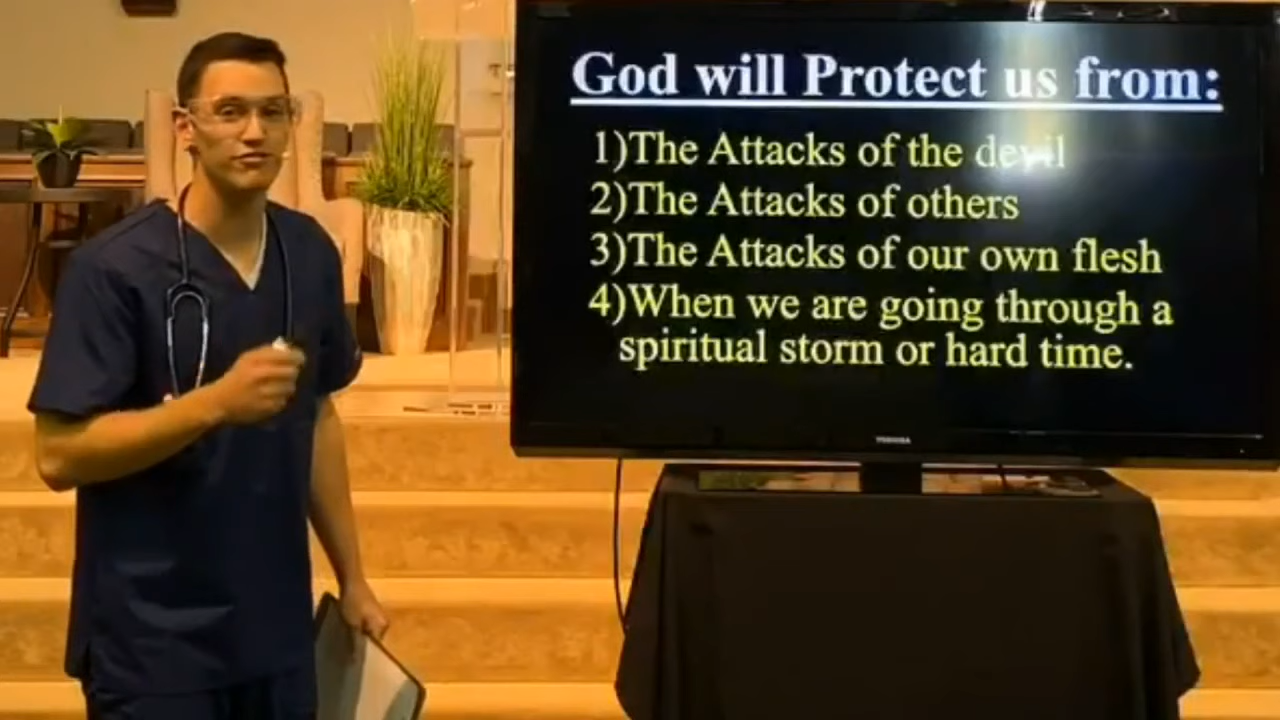 God will Protect us from:
1)The Attacks of the devil
2)The Attacks of others
3)The Attacks of our own flesh
4)When we are going through a
spiritual storm or hard time.
TOSHIBA